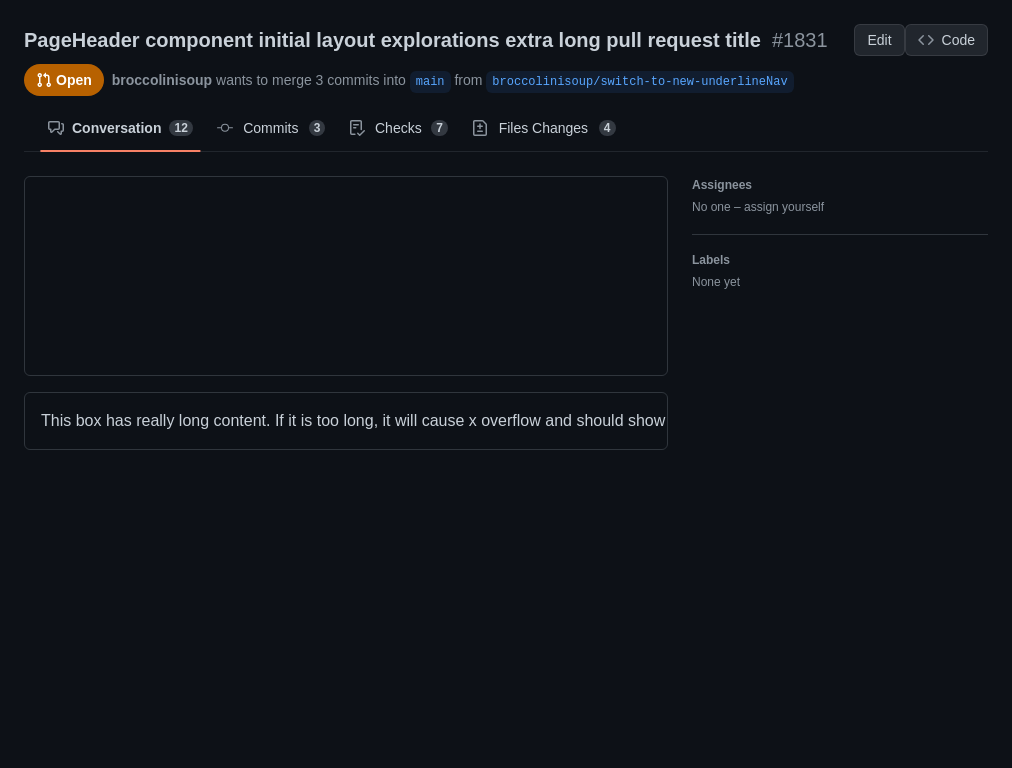 PageHeader component initial layout explorations extra long pull request title #1831
Edit
Code
Open
broccolinisoup wants to merge 3 commits into main from broccolinisoup/switch-to-new-underlineNav
Conversation 12
Commits 3
Checks 7
Files Changes 4
Assignees
No one – assign yourself
Labels
None yet
This box has really long content. If it is too long, it will cause x overflow and should show